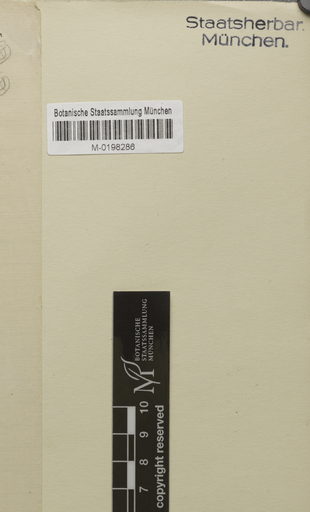 Staatsherbar.
München.
Botanische Staatssammlung München
M-0198286
BOTANISCHE
STAATSSAMMLUNG
MÜNCHEN
10
9
8
7
copyright reserved